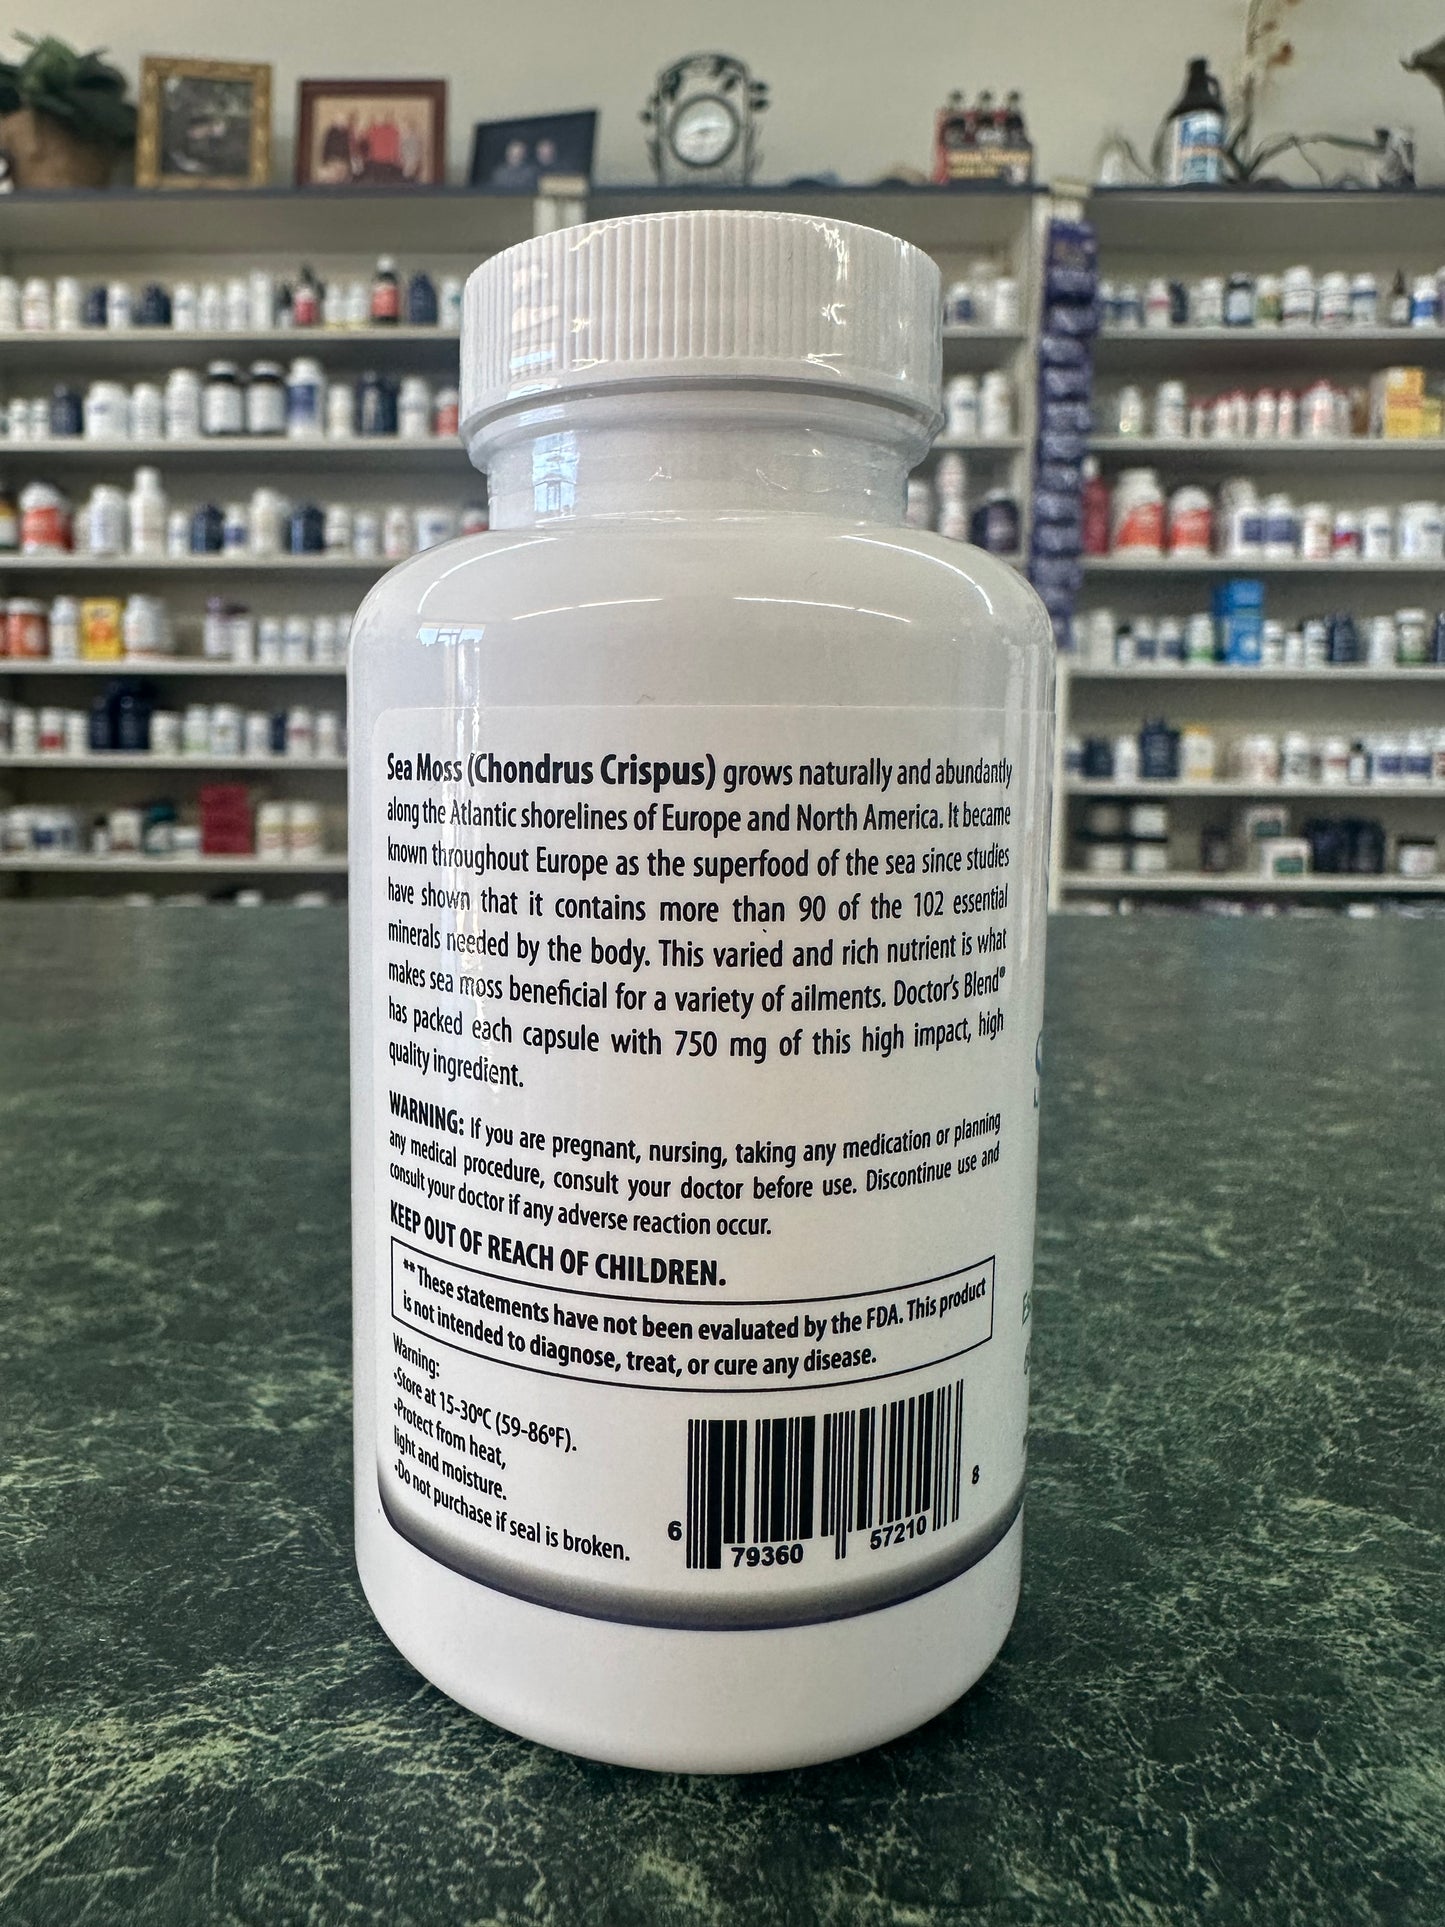 Sea Moss (Chondrus Crispus) grows naturally and abundantly
along the Atlantic shorelines of Europe and North America. It became
known throughout Europe as the superfood of the sea since studies
have shown that it contains more than 90 of the 102 essential
minerals needed by the body. This varied and rich nutrient is what
makes sea moss beneficial for a variety of ailments. Doctor's Blend®
has packed each capsule with 750 mg of this high impact, high
quality ingredient.
WARNING: If you are pregnant, nursing, taking any medication or planning
any medical procedure, consult your doctor before use. Discontinue use and
consult your doctor if any adverse reaction occur.
KEEP OUT OF REACH OF CHILDREN.
**These statements have not been evaluated by the FDA. This product
is not intended to diagnose, treat, or cure any disease.
Warning:
•Store at 15-30ºC (59-86ºF).
•Protect from heat,
light and moisture.
•Do not purchase if seal is broken.
6 79360 57210 8